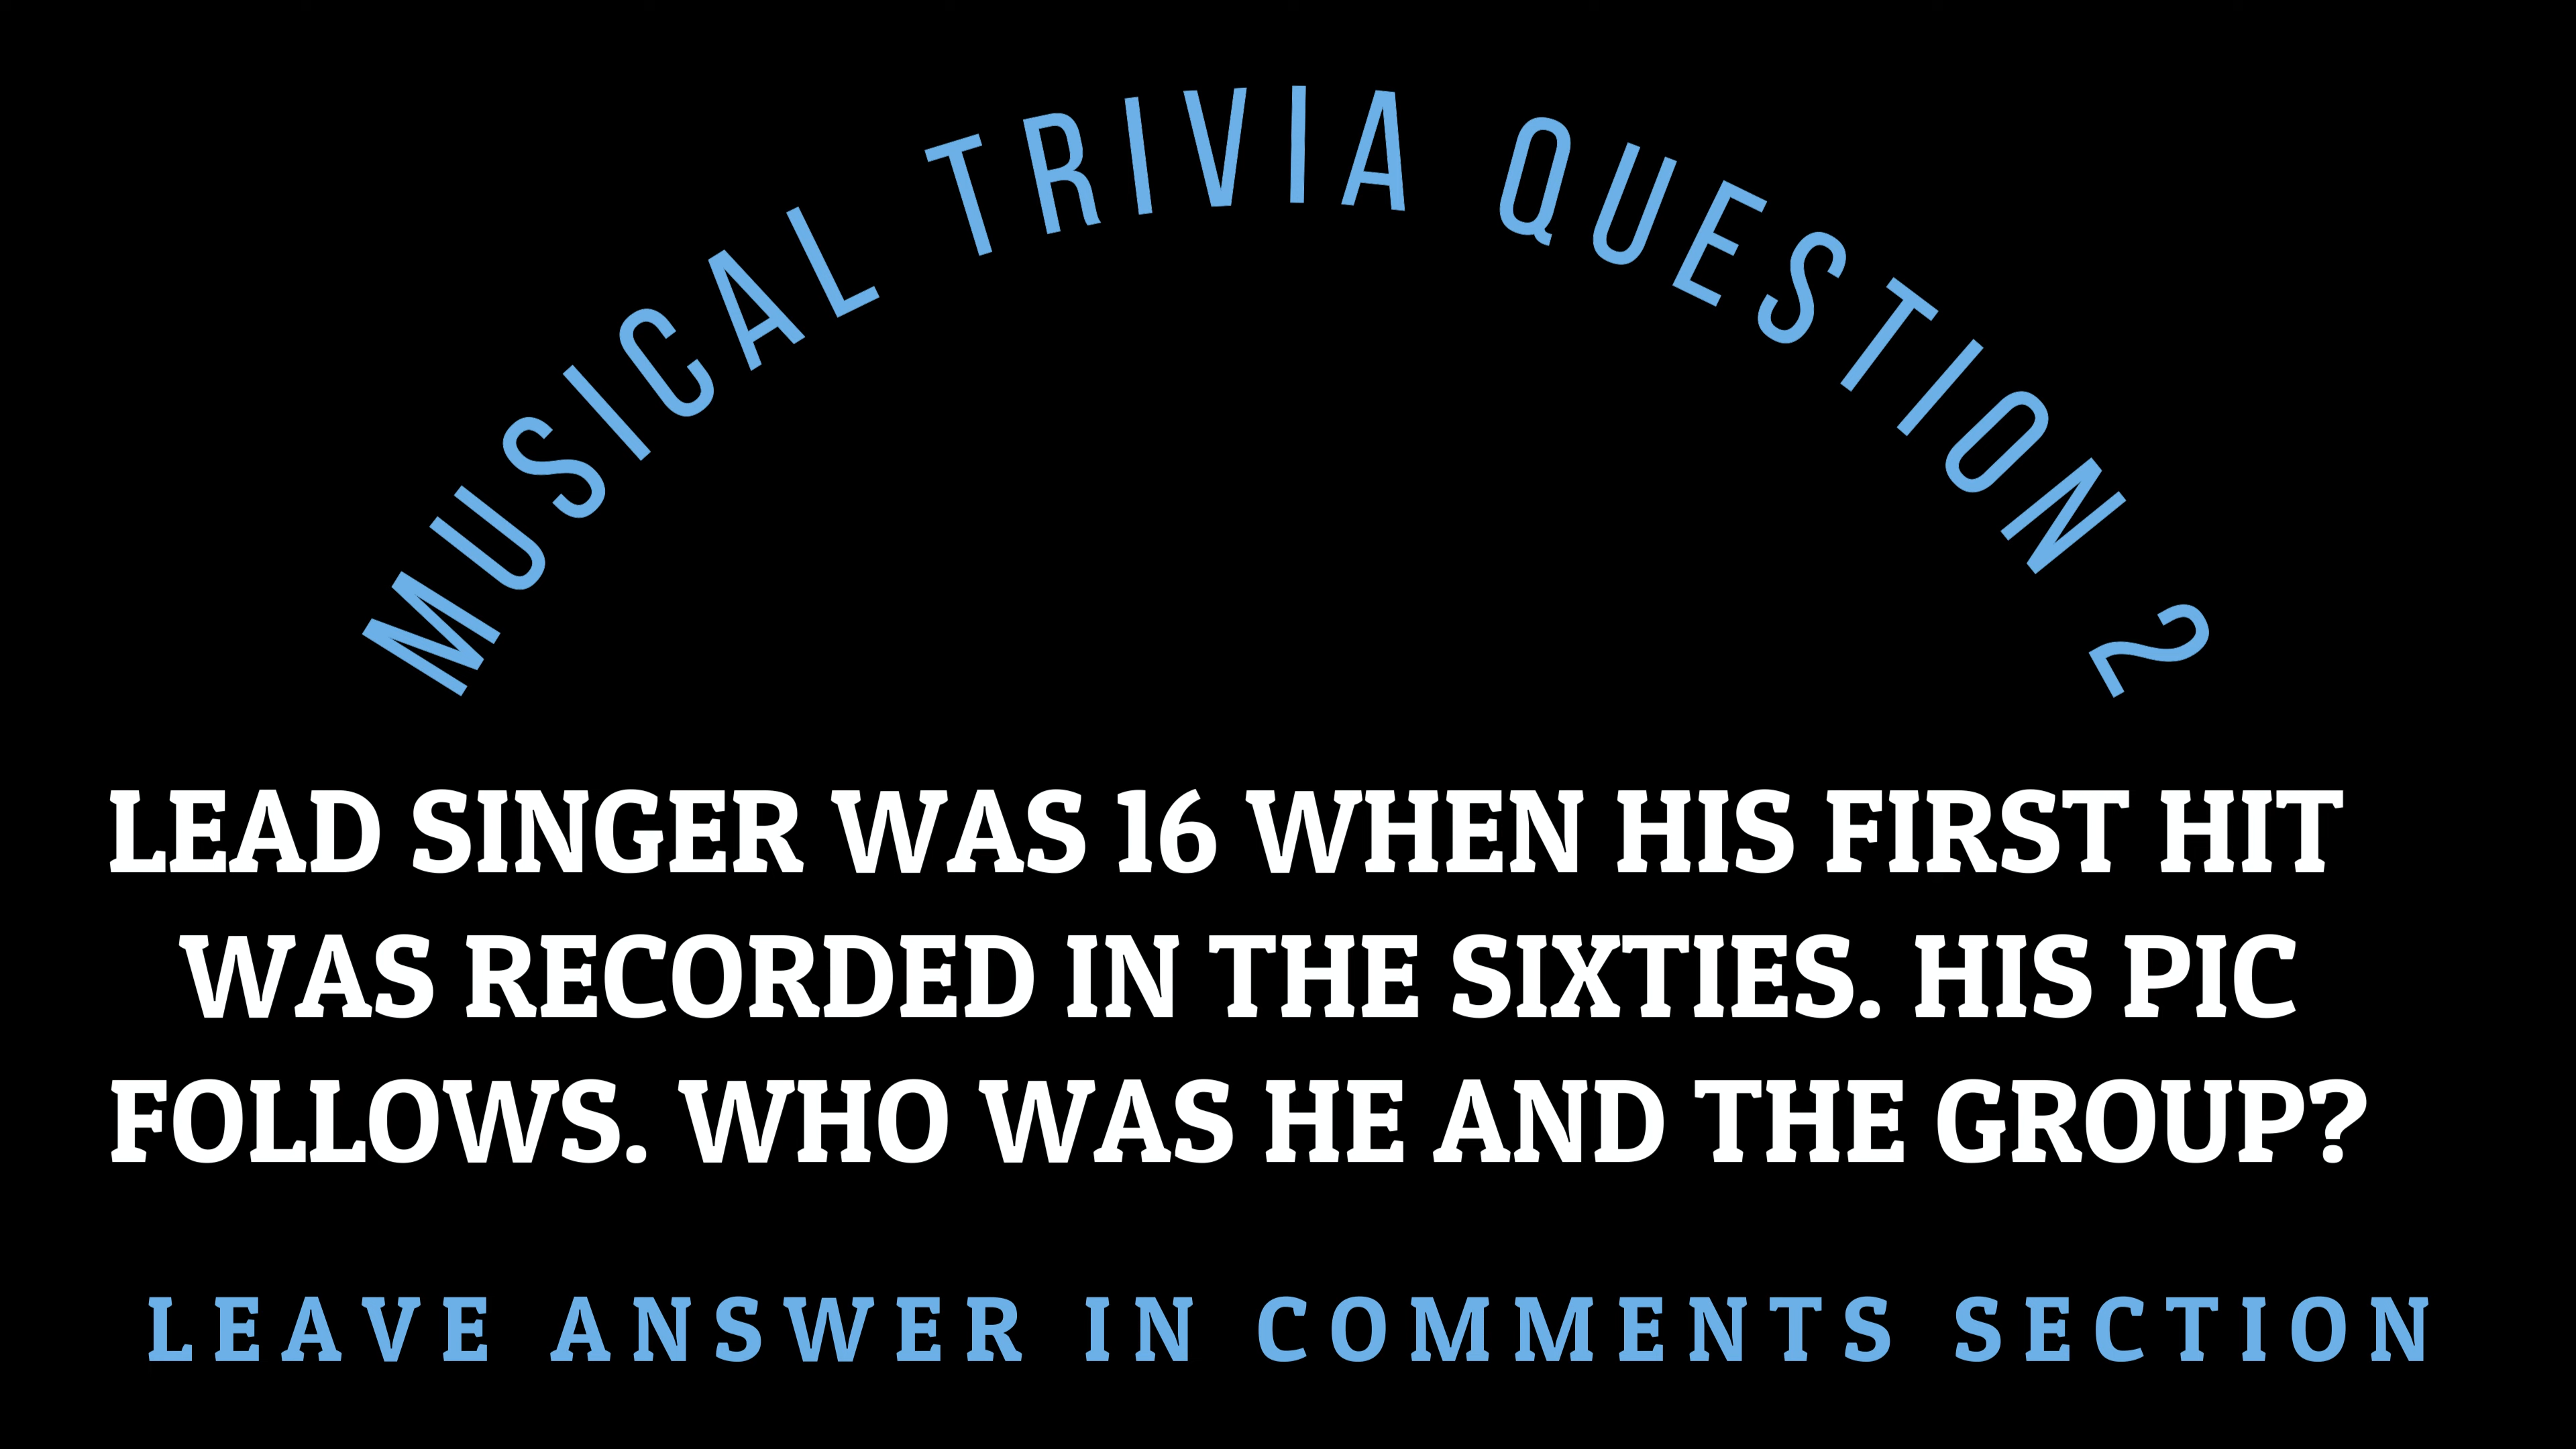 MUSICAL TRIVIA QUESTION 2
LEAD SINGER WAS 16 WHEN HIS FIRST HIT
WAS RECORDED IN THE SIXTIES. HIS PIC
FOLLOWS. WHO WAS HE AND THE GROUP?
LEAVE ANSWER IN COMMENTS SECTION